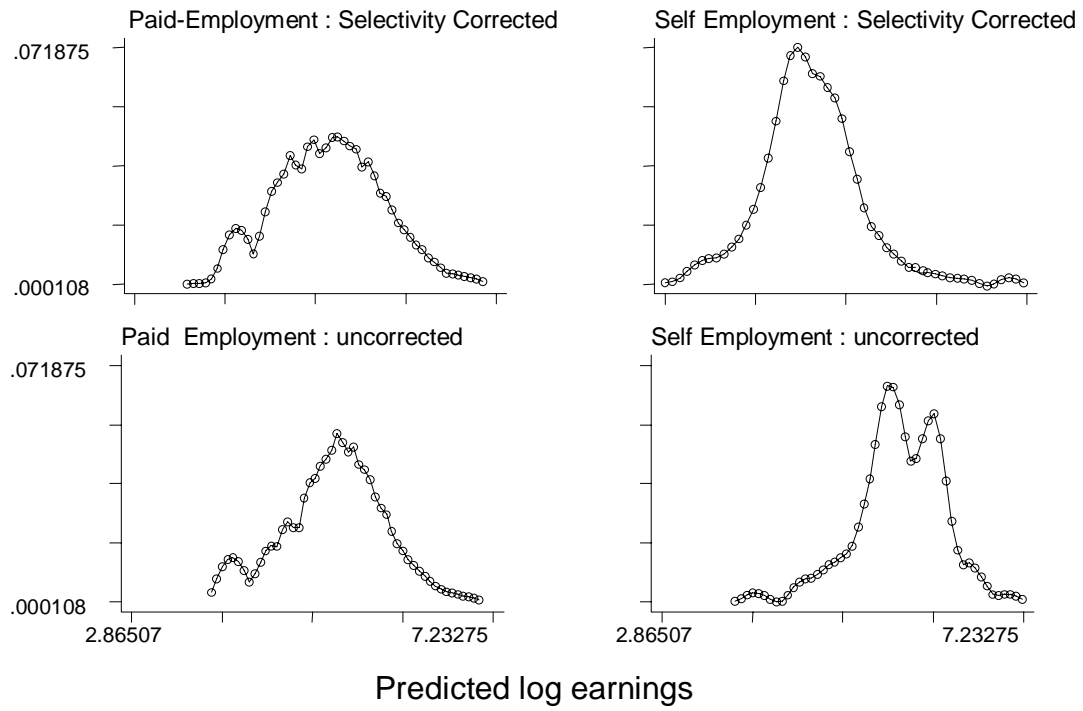 Paid-Employment : Selectivity Corrected
Self Employment : Selectivity Corrected
.071875
.000108
Paid Employment : uncorrected
Self Employment : uncorrected
.071875
.000108
2.86507
7.23275
2.86507
7.23275
Predicted log earnings